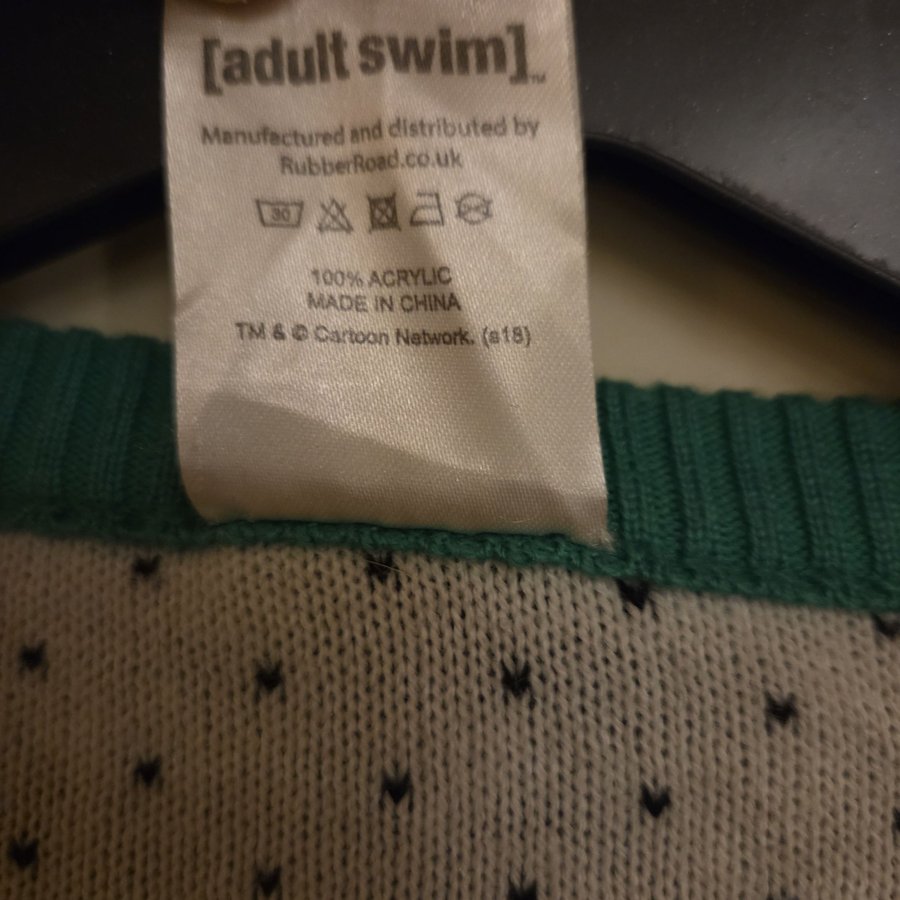 [adult swim]™
Manufactured and distributed by
RubberRoad.co.uk
30
100% ACRYLIC
MADE IN CHINA
TM & © Cartoon Network. (s18)